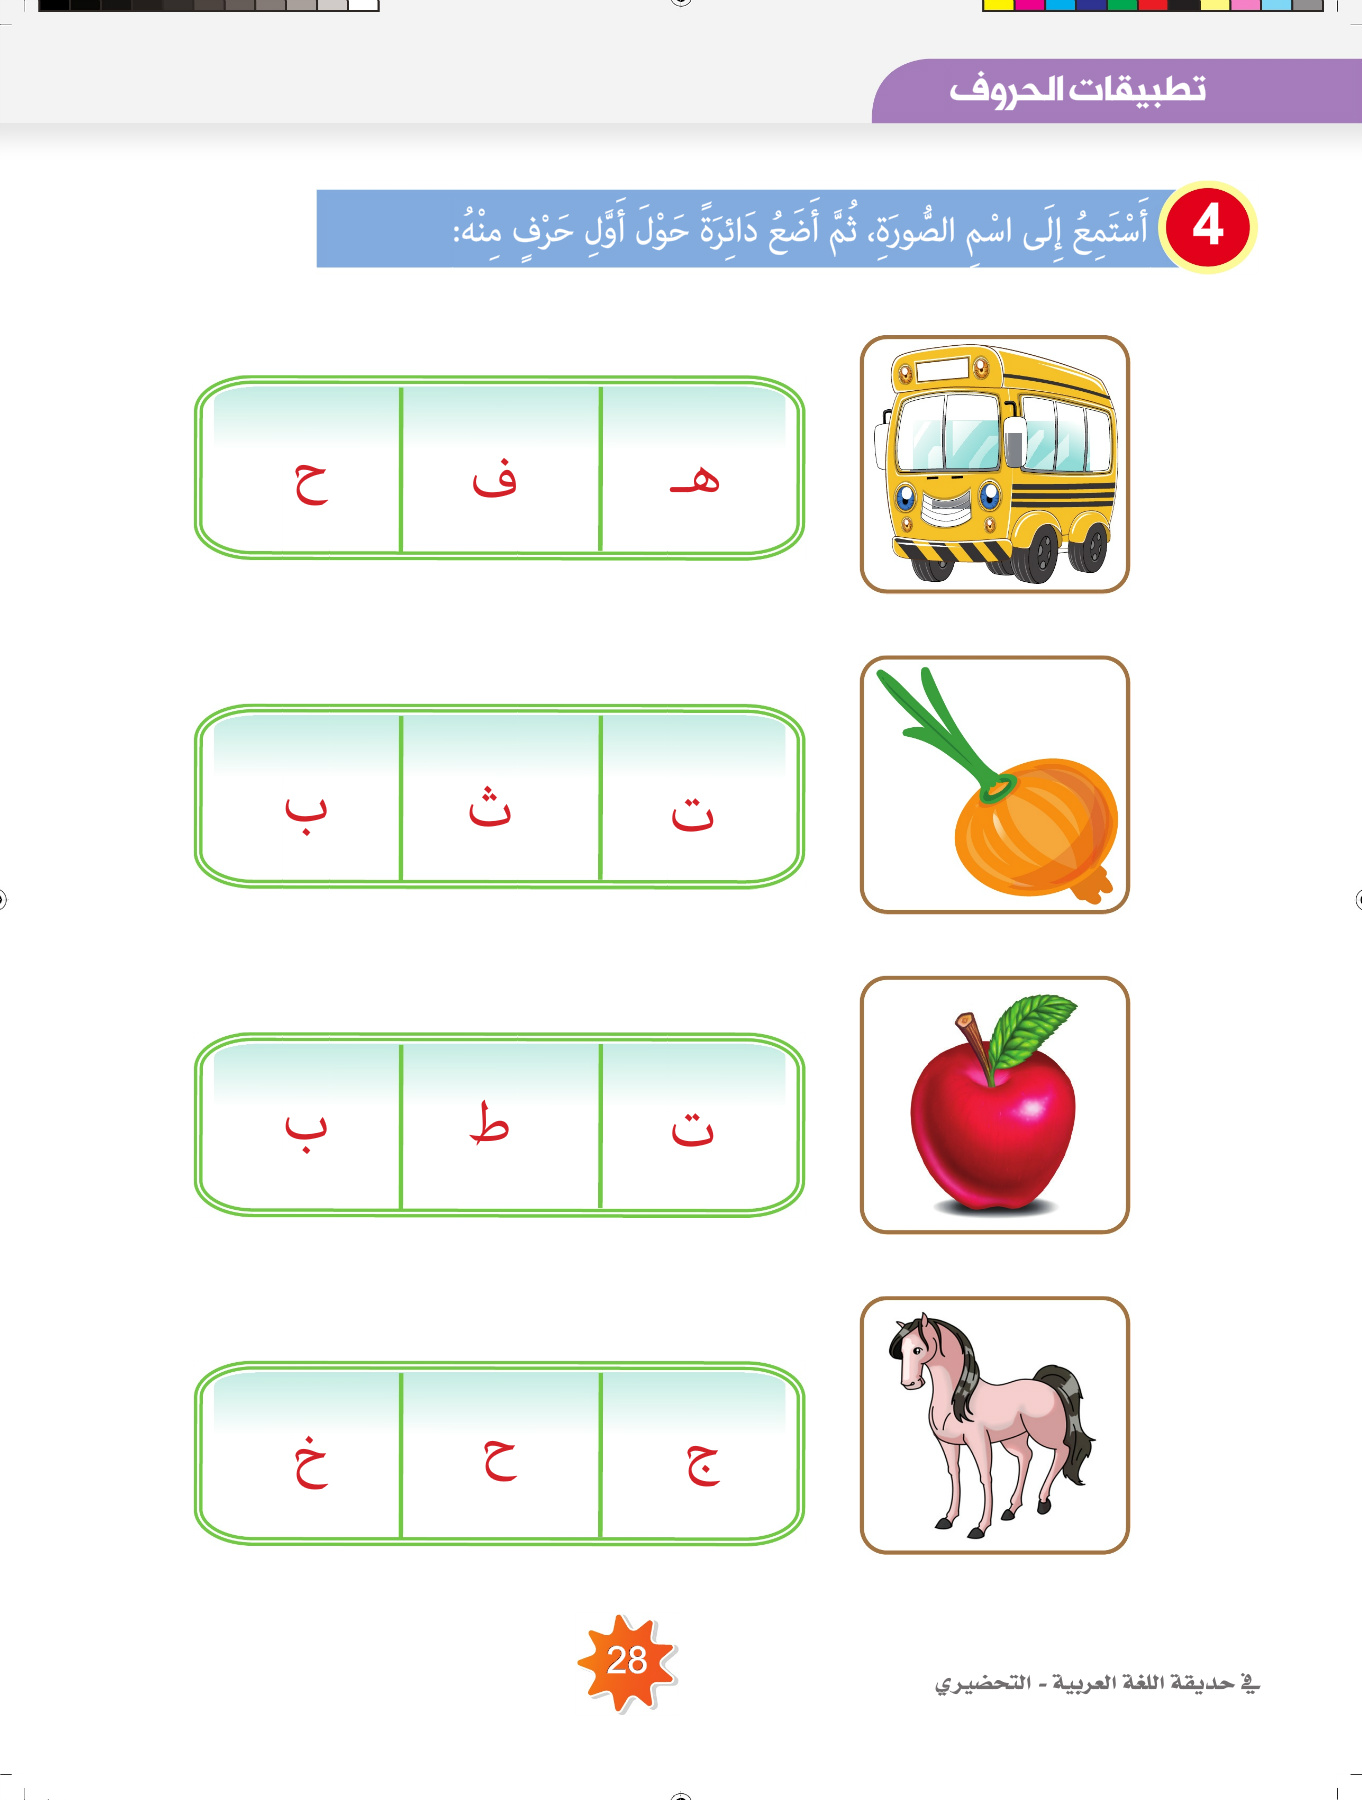 تطبيقات الحروف
4
أَسْتَمِعُ إِلَى اسْمِ الصُّورَةِ، ثُمَّ أَضَعُ دَائِرَةً حَوْلَ أَوَّلِ حَرْفٍ مِنْهُ:
هـ ف ح
ت ث ب
ت ط ب
ج ح خ
28
في حديقة اللغة العربية - التحضيري